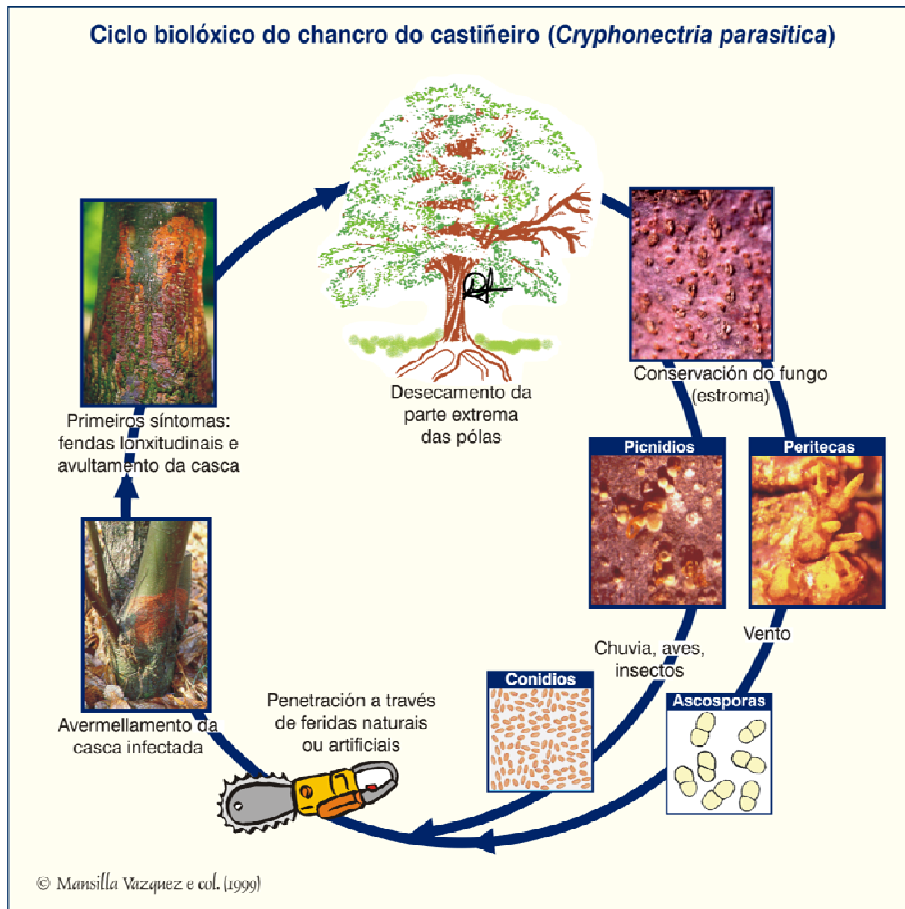 Ciclo biolóxico do chancro do castiñeiro (Cryphonectria parasitica)
Desecamento da
parte extrema
das pólas
Conservación do fungo
(estroma)
Picnidios
Peritecas
Chuvia, aves,
insectos
Vento
Conidios
Ascosporas
Penetración a través
de feridas naturais
ou artificiais
Avermellamento da
casca infectada
Primeiros síntomas:
fendas lonxitudinais e
avultamento da casca
© Mansilla Vazquez e col. (1999)